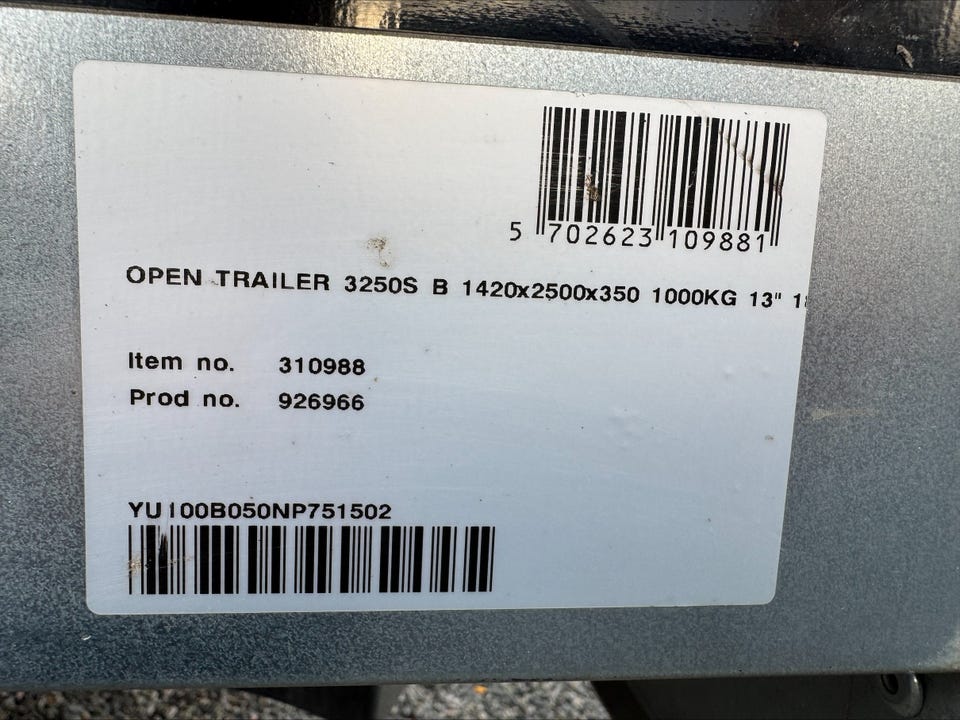 5 702623 109881
OPEN TRAILER 3250S B 1420x2500x350 1000KG 13"
Item no. 310988
Prod no. 926966
YU100B050NP751502